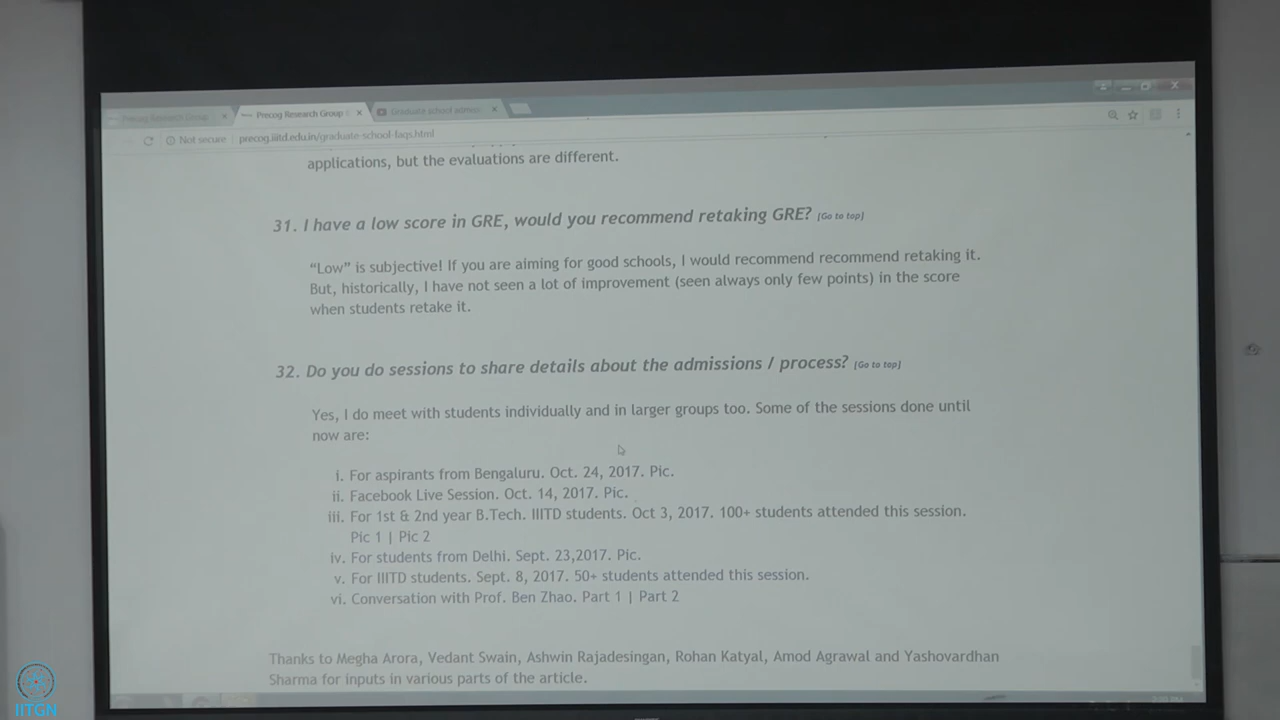 Precog Research Group
Precog Research Group
Graduate school admis
Not secure | precog.iiitd.edu.in/graduate-school-faqs.html
applications, but the evaluations are different.
31. I have a low score in GRE, would you recommend retaking GRE? [Go to top]
“Low” is subjective! If you are aiming for good schools, I would recommend recommend retaking it.
But, historically, I have not seen a lot of improvement (seen always only few points) in the score
when students retake it.
32. Do you do sessions to share details about the admissions / process? [Go to top]
Yes, I do meet with students individually and in larger groups too. Some of the sessions done until
now are:
i. For aspirants from Bengaluru. Oct. 24, 2017. Pic.
ii. Facebook Live Session. Oct. 14, 2017. Pic.
iii. For 1st & 2nd year B.Tech. IIITD students. Oct 3, 2017. 100+ students attended this session.
Pic 1 | Pic 2
iv. For students from Delhi. Sept. 23,2017. Pic.
v. For IIITD students. Sept. 8, 2017. 50+ students attended this session.
vi. Conversation with Prof. Ben Zhao. Part 1 | Part 2
Thanks to Megha Arora, Vedant Swain, Ashwin Rajadesingan, Rohan Katyal, Amod Agrawal and Yashovardhan
Sharma for inputs in various parts of the article.
IITGN